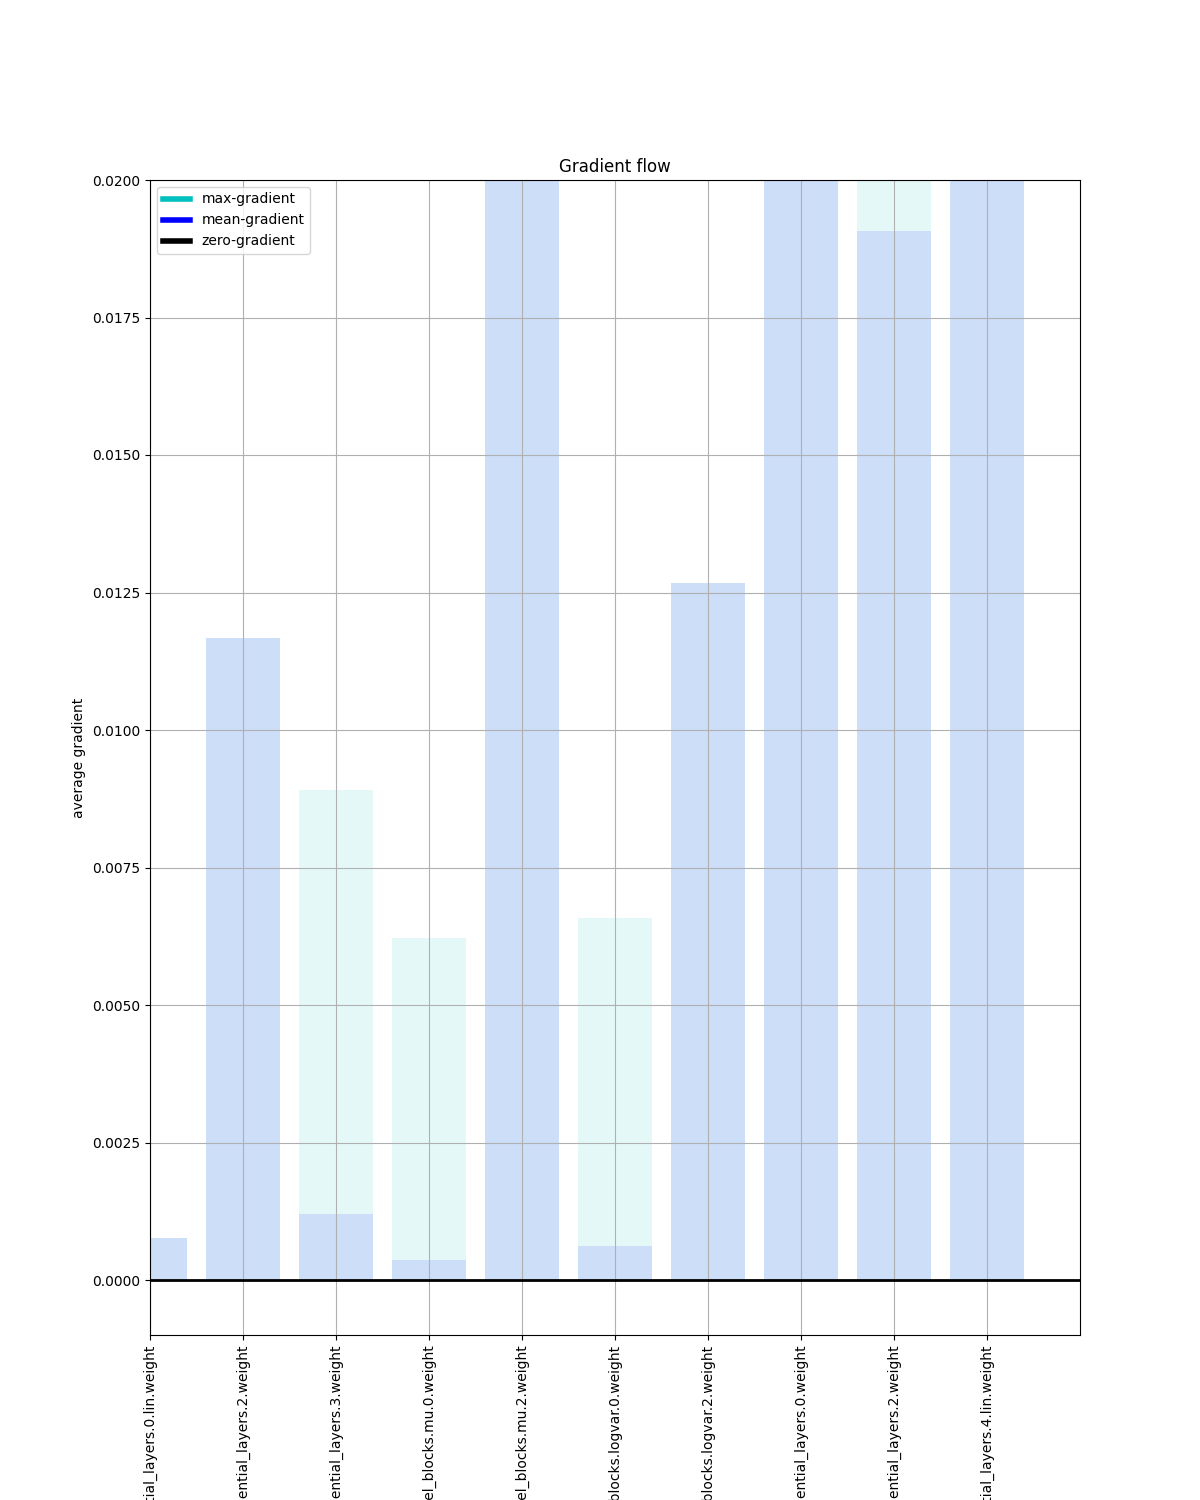 Gradient flow
max-gradient
mean-gradient
zero-gradient
0.0200
0.0175
0.0150
0.0125
0.0100
0.0075
0.0050
0.0025
0.0000
average gradient
tial_layers.0.lin.weight
ential_layers.2.weight
ential_layers.3.weight
el_blocks.mu.0.weight
el_blocks.mu.2.weight
blocks.logvar.0.weight
blocks.logvar.2.weight
ential_layers.0.weight
ential_layers.2.weight
tial_layers.4.lin.weight